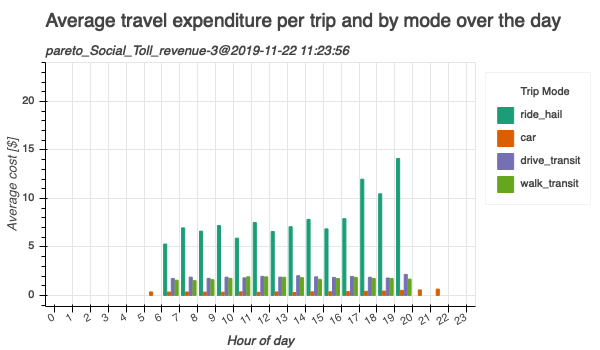 Average travel expenditure per trip and by mode over the day
pareto_Social_Toll_revenue-3@2019-11-22 11:23:56
Average cost [$]
20
15
10
5
0
0 1 2 3 4 5 6 7 8 9 10 11 12 13 14 15 16 17 18 19 20 21 22 23
Hour of day
Trip Mode
ride_hail
car
drive_transit
walk_transit